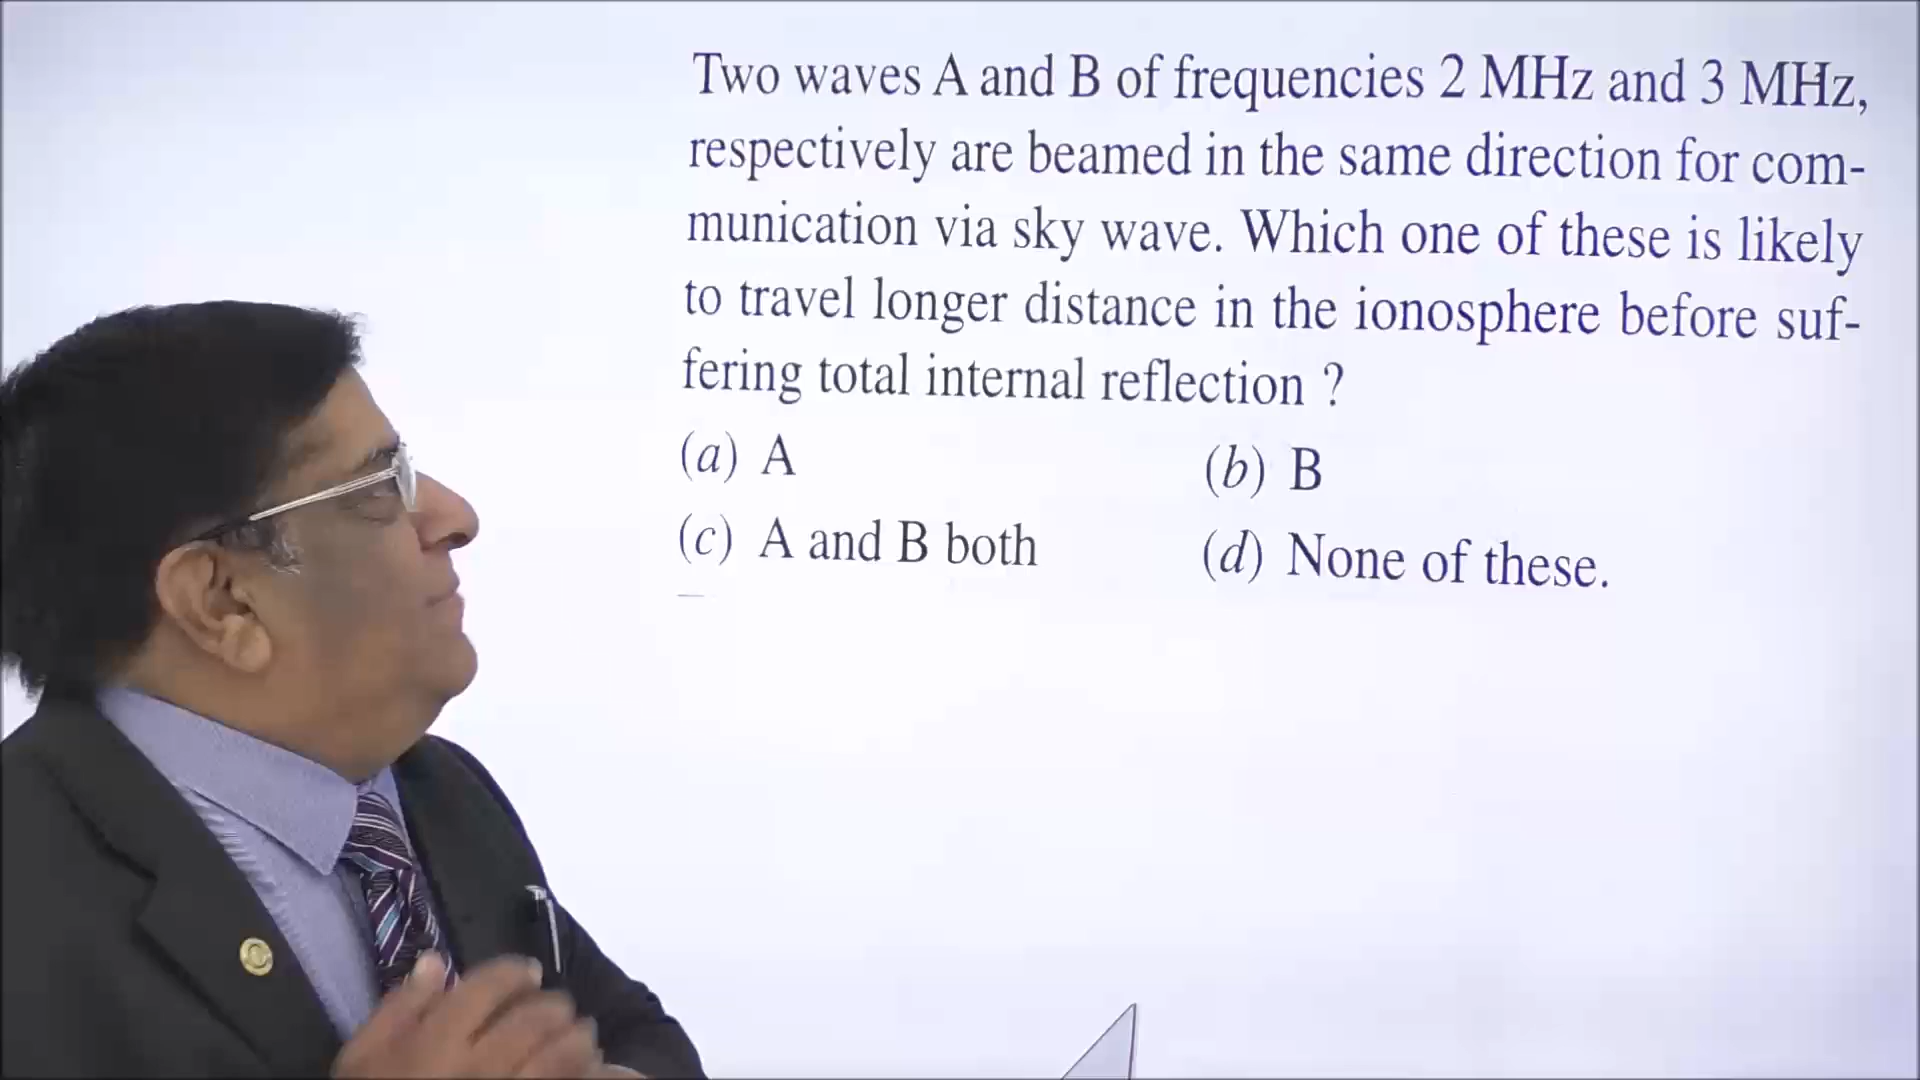 Two waves A and B of frequencies 2 MHz and 3 MHz,
respectively are beamed in the same direction for com-
munication via sky wave. Which one of these is likely
to travel longer distance in the ionosphere before suf-
fering total internal reflection ?
(a) A (b) B
(c) A and B both (d) None of these.